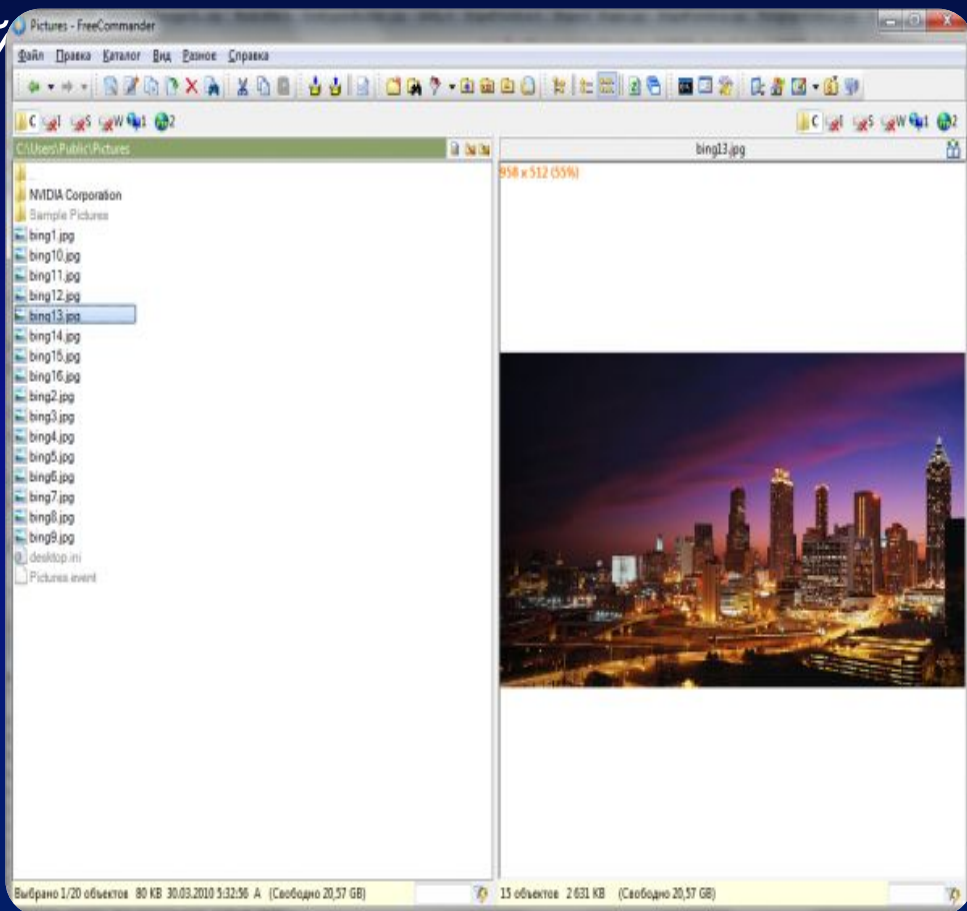 Pictures - FreeCommander
Файл Правка Каталог Вид Разное Справка
C I S W 1 2
C I S W 1 2
C:\Users\Public\Pictures
bing13.jpg
958 x 512 (55%)
..
NVIDIA Corporation
Sample Pictures
bing1.jpg
bing10.jpg
bing11.jpg
bing12.jpg
bing13.jpg
bing14.jpg
bing15.jpg
bing16.jpg
bing2.jpg
bing3.jpg
bing4.jpg
bing5.jpg
bing6.jpg
bing7.jpg
bing8.jpg
bing9.jpg
desktop.ini
Pictures event
Выбрано 1/20 объектов 80 KB 30.03.2010 5:32:56 A (Свободно 20,57 GB)
15 объектов 2 631 KB (Свободно 20,57 GB)